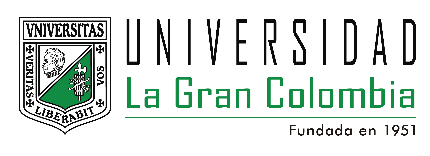 VNIVERSITAS
VERITAS
VOS
LIBERABIT
UNIVERSIDAD
La Gran Colombia
Fundada en 1951